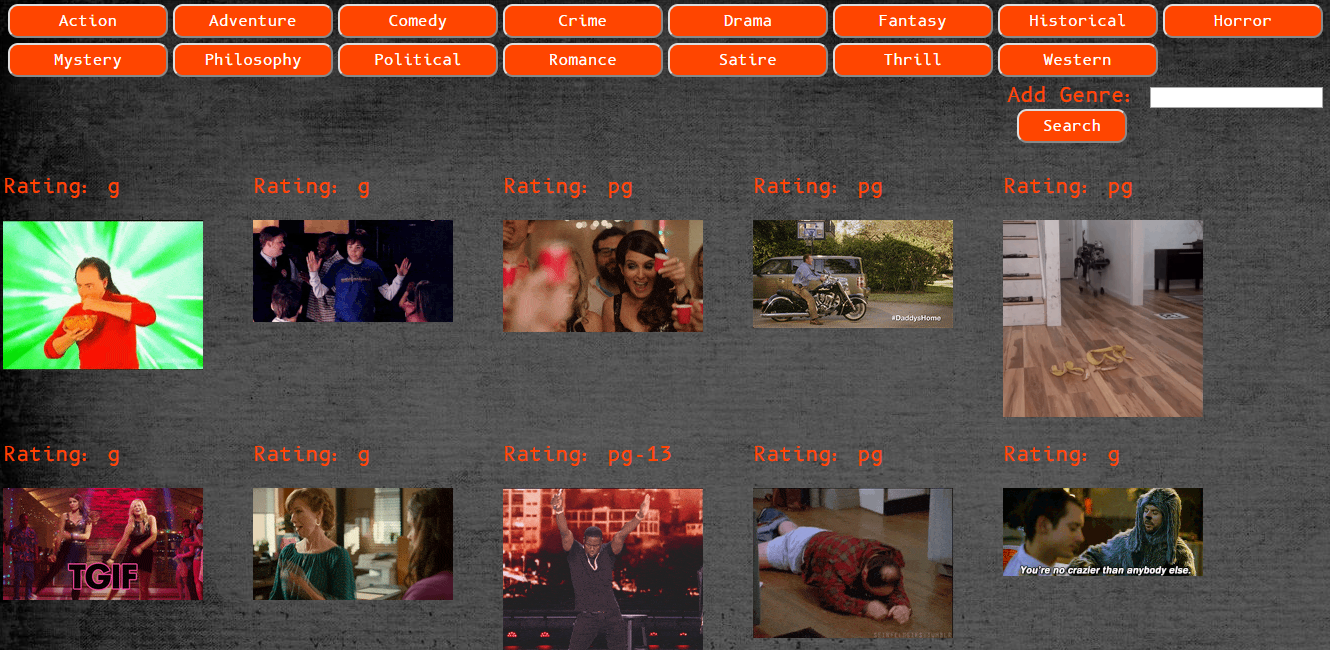 Action Adventure Comedy Crime Drama Fantasy Historical Horror
Mystery Philosophy Political Romance Satire Thrill Western
Add Genre:
Search
Rating: g Rating: g Rating: pg Rating: pg Rating: pg
#DaddysHome
Rating: g Rating: g Rating: pg-13 Rating: pg Rating: g
TGIF
You're no crazier than anybody else.